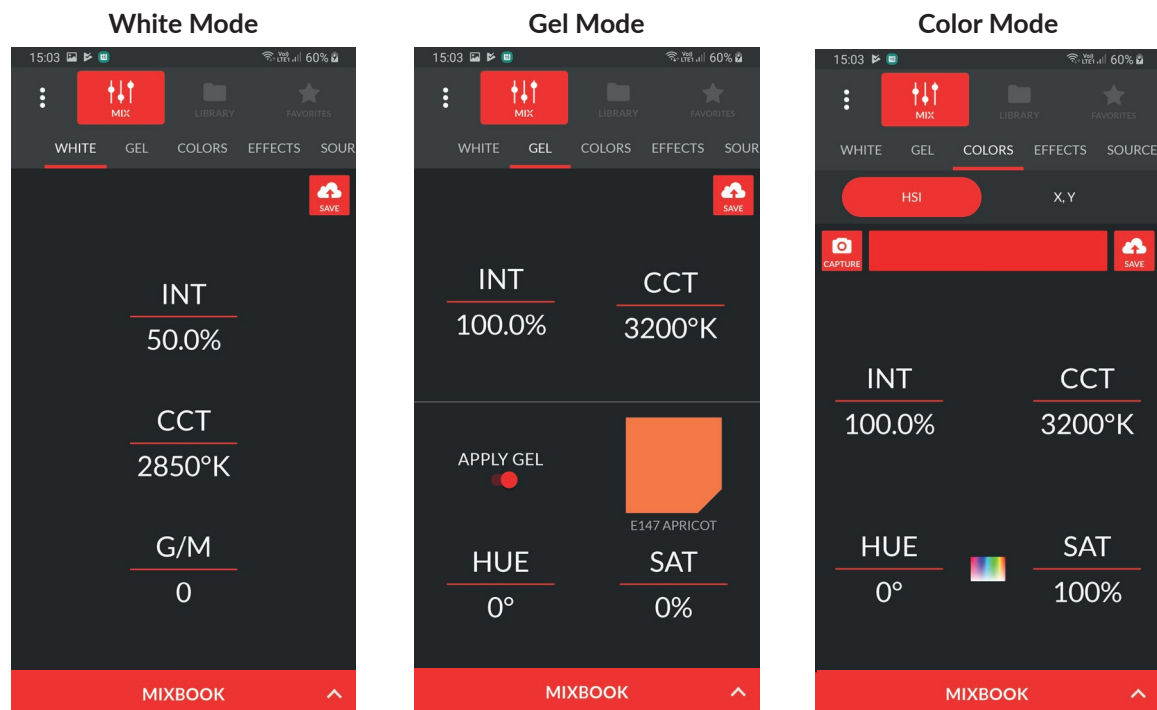 White Mode
15:03 60%
MIX LIBRARY FAVORITES
WHITE GEL COLORS EFFECTS SOUR
SAVE
INT
50.0%
CCT
2850°K
G/M
0
MIXBOOK
Gel Mode
15:03 60%
MIX LIBRARY FAVORITES
WHITE GEL COLORS EFFECTS SOUR
SAVE
INT CCT
100.0% 3200°K
APPLY GEL
E147 APRICOT
HUE SAT
0° 0%
MIXBOOK
Color Mode
15:03 60%
MIX LIBRARY FAVORITES
WHITE GEL COLORS EFFECTS SOURCE
HSI X, Y
CAPTURE SAVE
INT CCT
100.0% 3200°K
HUE SAT
0° 100%
MIXBOOK